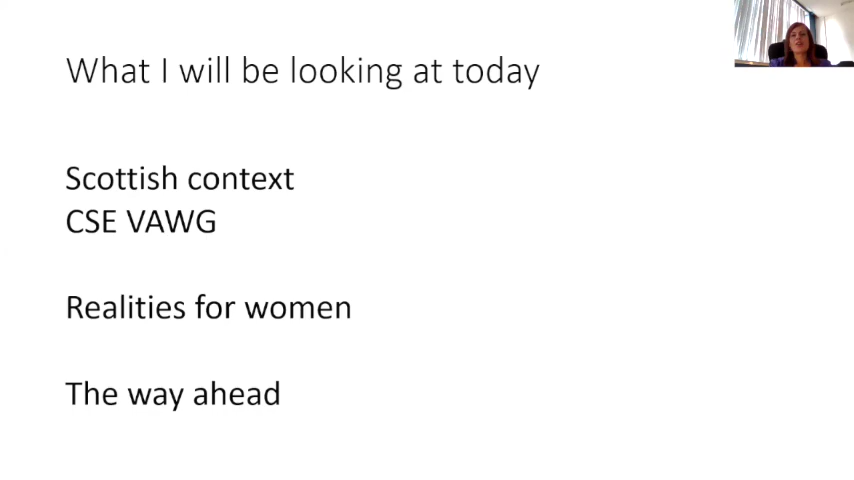 What I will be looking at today
Scottish context
CSE VAWG
Realities for women
The way ahead